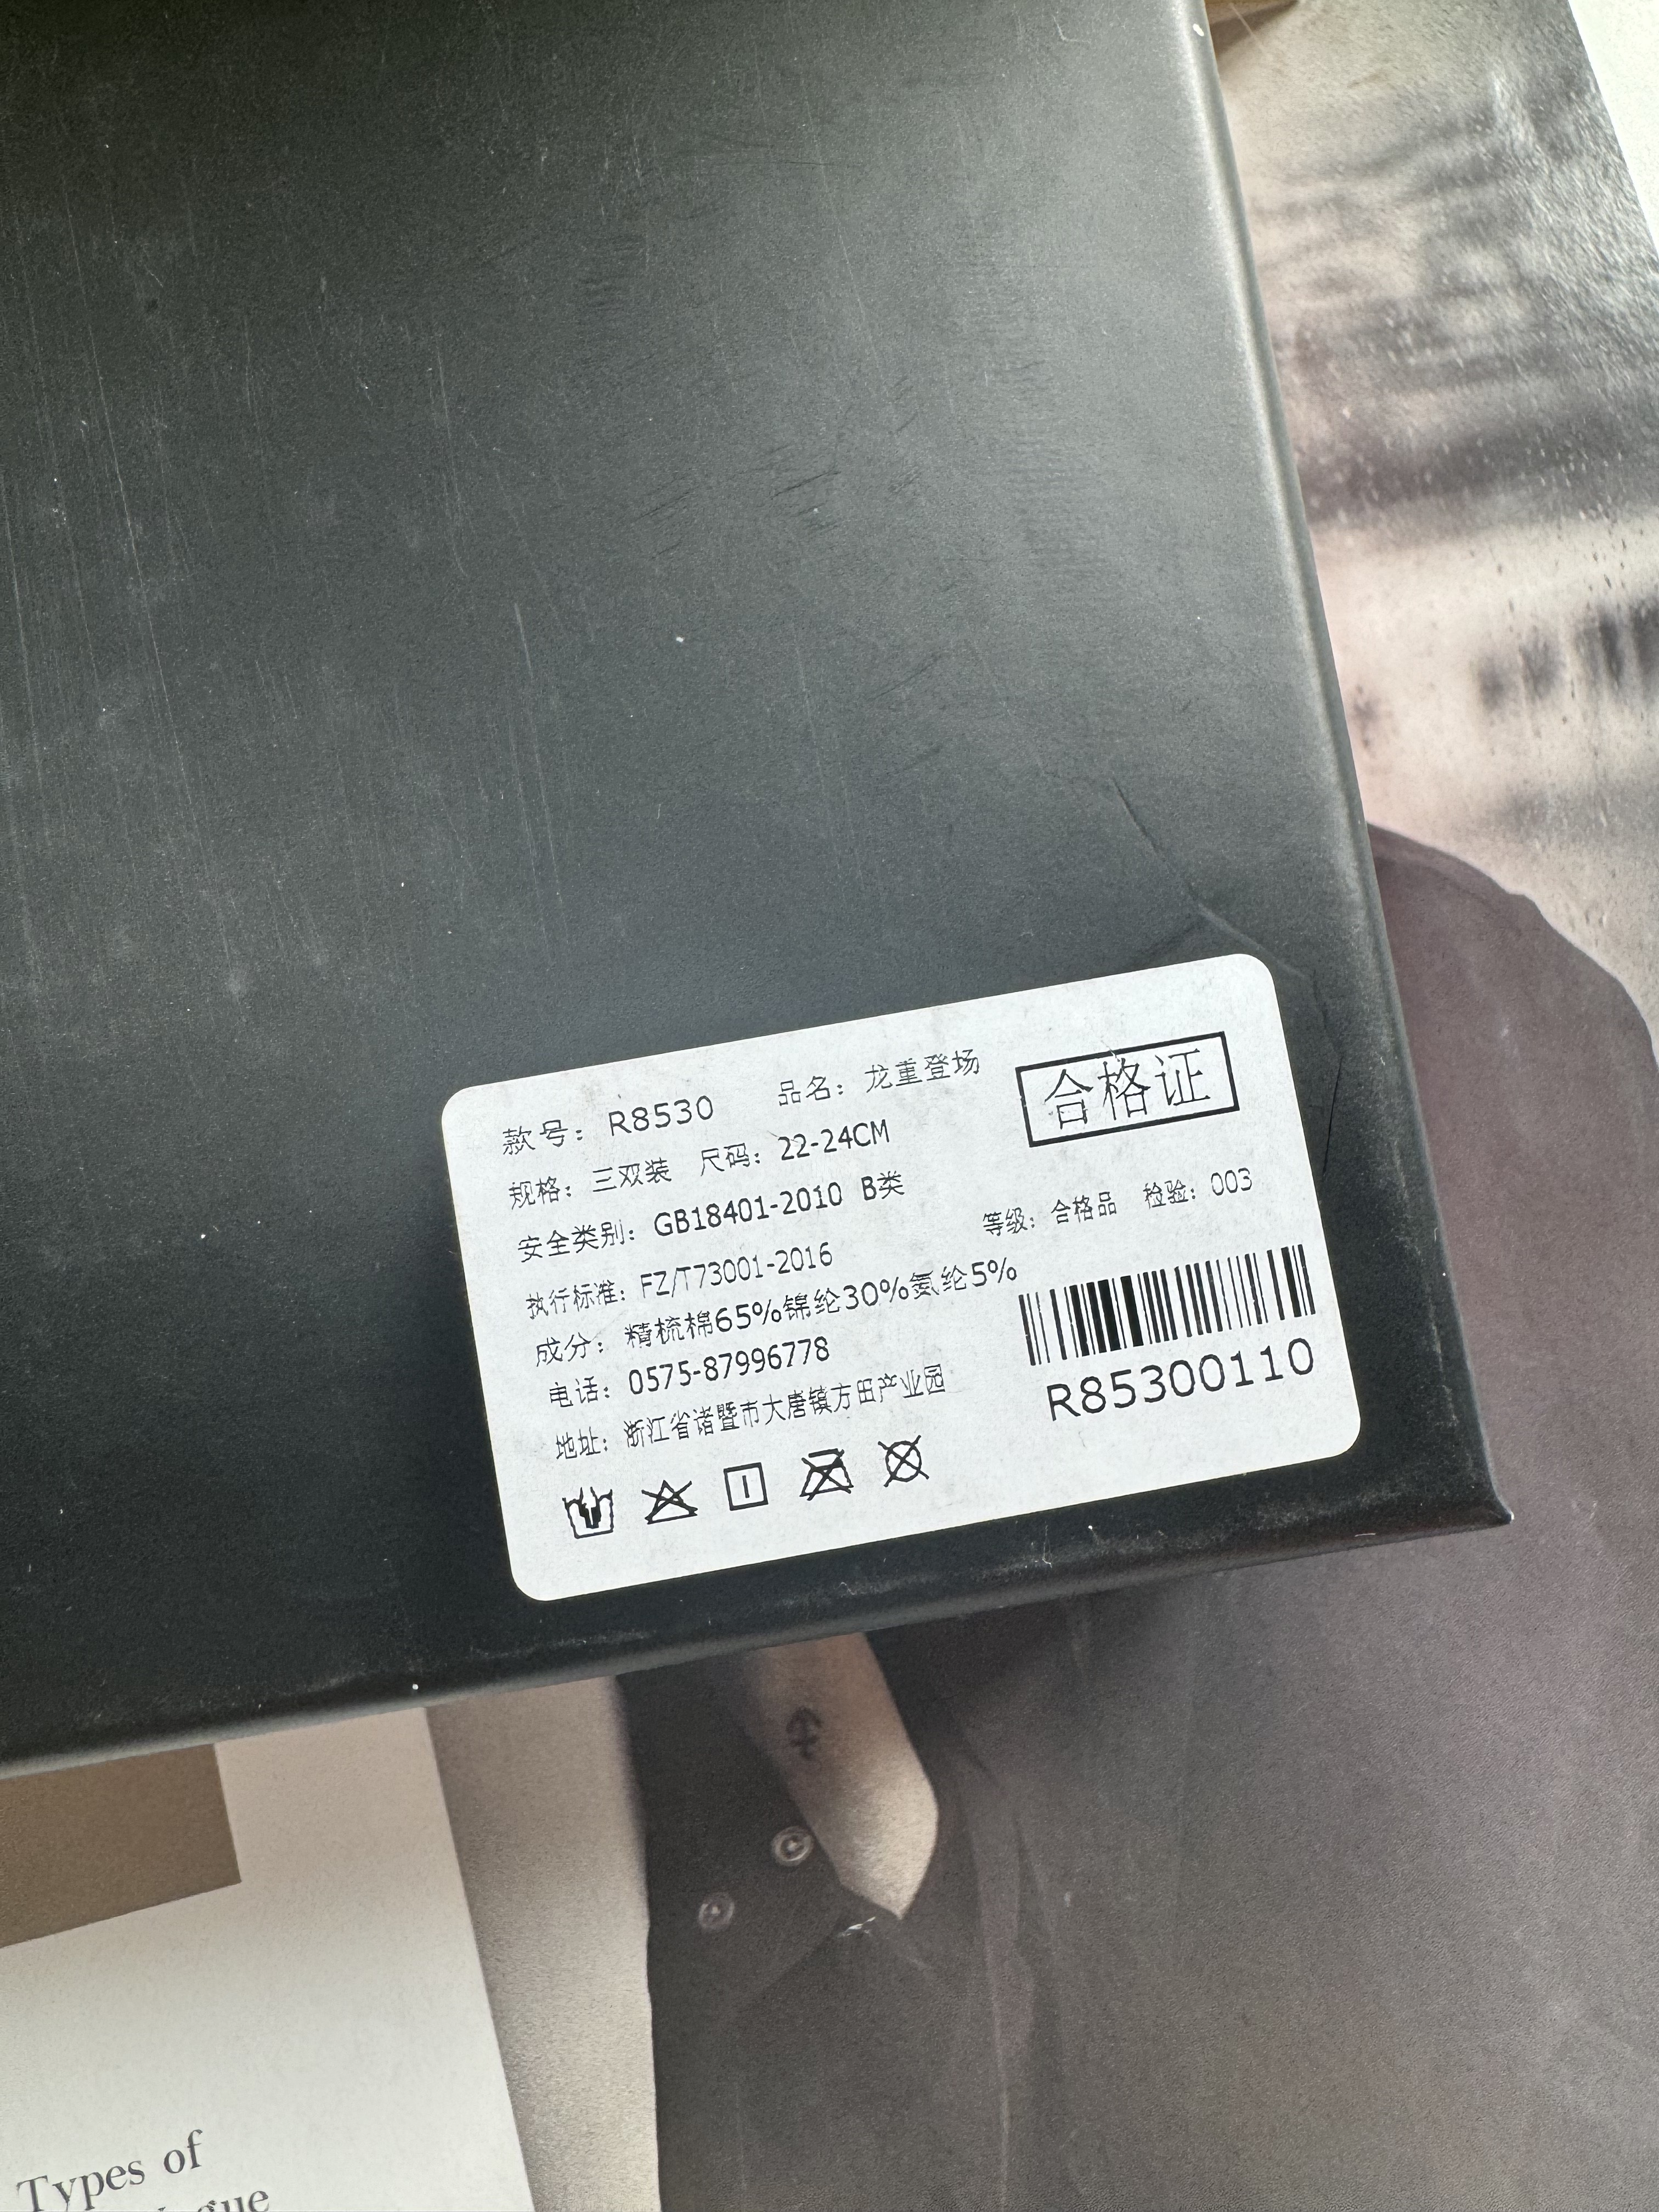 款号：R8530 品名：龙重登场
合格证
规格：三双装 尺码：22-24CM
安全类别：GB18401-2010 B类
等级：合格品 检验：003
执行标准：FZ/T73001-2016
成分：精梳棉65%锦纶30%氨纶5%
电话：0575-87996778
地址：浙江省诸暨市大唐镇方田产业园
R85300110
Types of